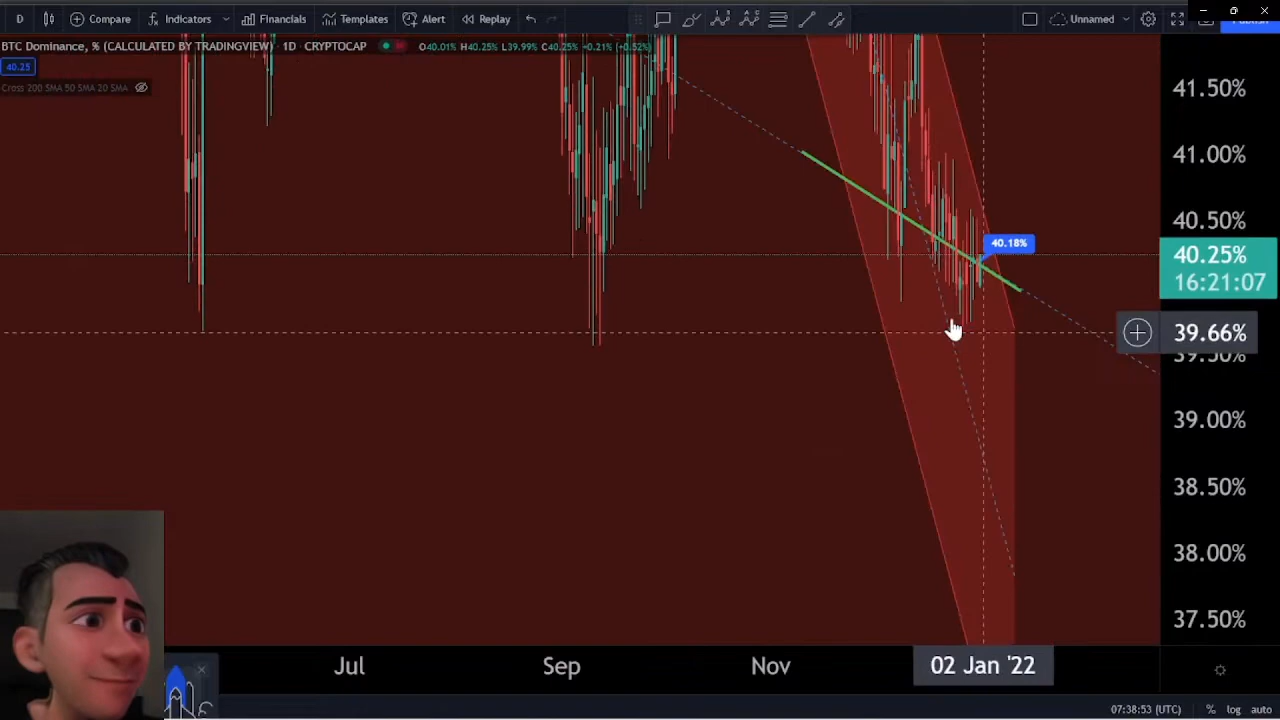 D Compare Indicators Financials Templates Alert Replay Unnamed
BTC Dominance, % (CALCULATED BY TRADINGVIEW) · 1D · CRYPTOCAP O40.01% H40.25% L39.99% C40.25% +0.21% (+0.52%)
40.25
Cross 200 SMA 50 SMA 20 SMA
41.50%
41.00%
40.50%
40.18%
40.25%
16:21:07
39.66%
39.50%
39.00%
38.50%
38.00%
37.50%
Jul Sep Nov 02 Jan '22
07:38:53 (UTC) % log auto